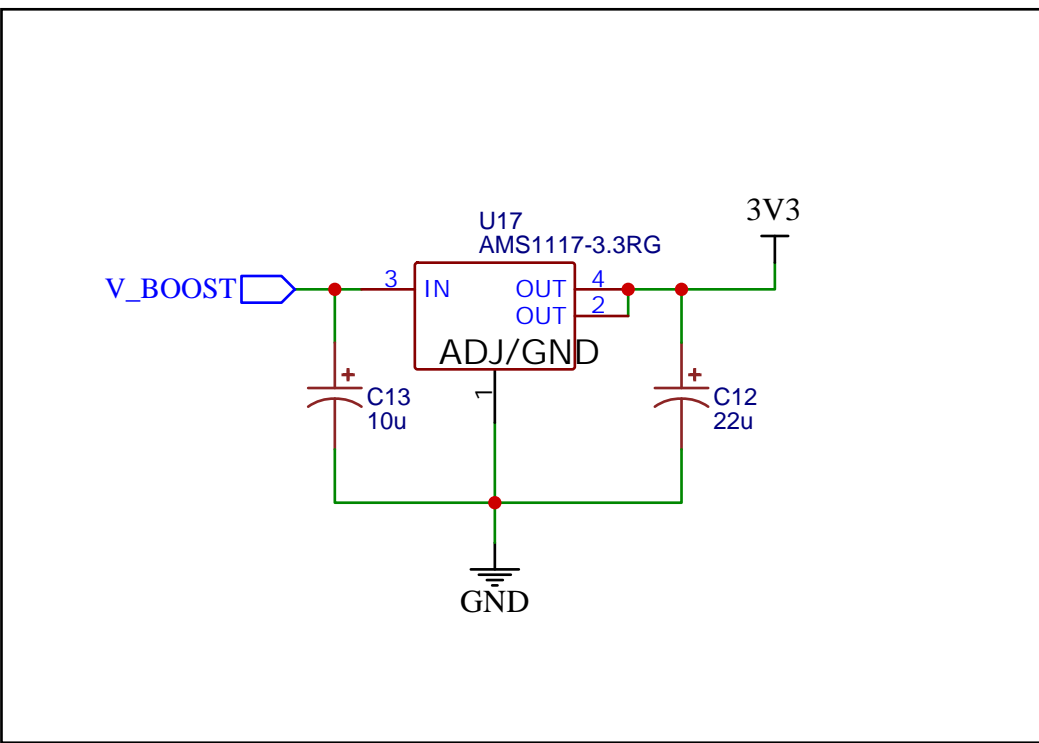 3V3
U17
AMS1117-3.3RG
V_BOOST
3
IN
OUT
4
OUT
2
ADJ/GND
1
+
C13
10u
+
C12
22u
GND